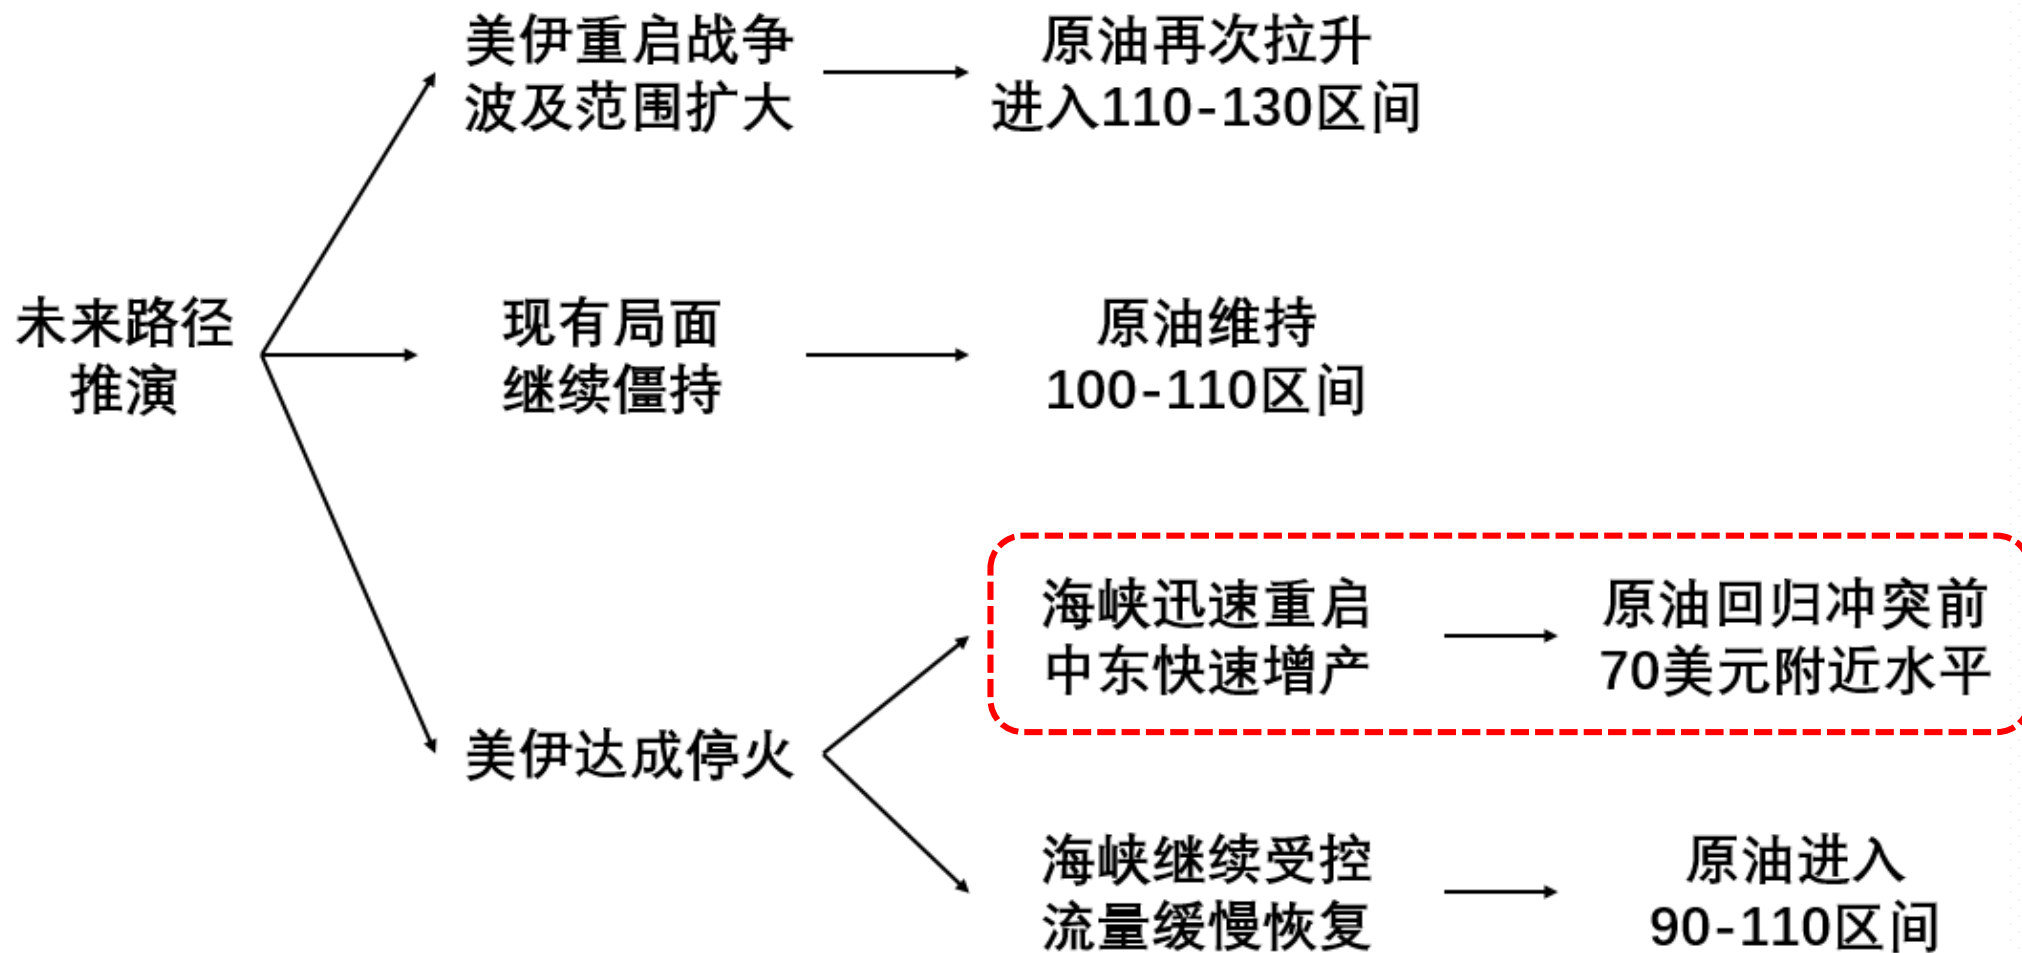 未来路径
推演
美伊重启战争
波及范围扩大
原油再次拉升
进入110-130区间
现有局面
继续僵持
原油维持
100-110区间
美伊达成停火
海峡迅速重启
中东快速增产
原油回归冲突前
70美元附近水平
海峡继续受控
流量缓慢恢复
原油进入
90-110区间